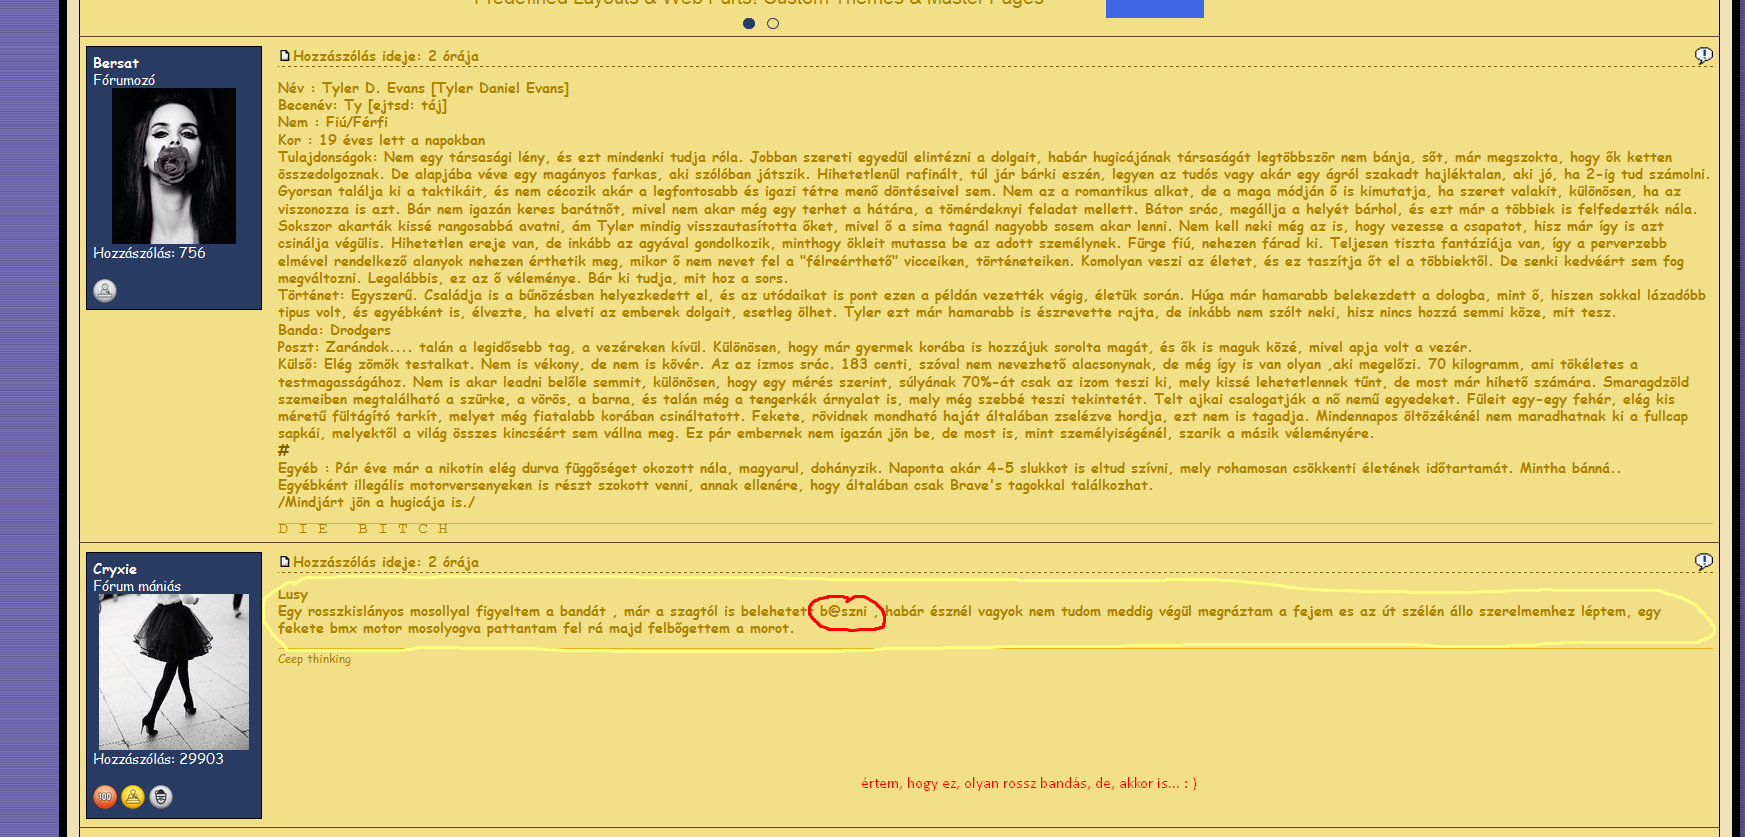 Predefined Layouts & Web Parts! Custom Themes & Master Pages
Bersat
Fórumozó
Hozzászólás: 756
Hozzászólás ideje: 2 órája
Név : Tyler D. Evans [Tyler Daniel Evans]
Becenév: Ty [ejtsd: táj]
Nem : Fiú/Férfi
Kor : 19 éves lett a napokban
Tulajdonságok: Nem egy társasági lény, és ezt mindenki tudja róla. Jobban szereti egyedül elintézni a dolgait, habár hugicájának társaságát legtöbbször nem bánja, sőt, már megszokta, hogy ők ketten
összedolgoznak. De alapjába véve egy magányos farkas, aki szólóban játszik. Hihetetlenül rafinált, túl jár bárki eszén, legyen az tudós vagy akár egy ágról szakadt hajléktalan, aki jó, ha 2-ig tud számolni.
Gyorsan találja ki a taktikáit, és nem cécozik akár a legfontosabb és igazi tétre menő döntéseivel sem. Nem az a romantikus alkat, de a maga módján ő is kimutatja, ha szeret valakit, különösen, ha az
viszonozza is azt. Bár nem igazán keres barátnőt, mivel nem akar még egy terhet a hátára, a tömérdeknyi feladat mellett. Bátor srác, megállja a helyét bárhol, és ezt már a többiek is felfedezték nála.
Sokszor akarták kissé rangosabbá avatni, ám Tyler mindig visszautasította őket, mivel ő a sima tagnál nagyobb sosem akar lenni. Nem kell neki még az is, hogy vezesse a csapatot, hisz már így is azt
csinálja végülis. Hihetetlen ereje van, de inkább az agyával gondolkozik, minthogy ökleit mutassa be az adott személynek. Fürge fiú, nehezen fárad ki. Teljesen tiszta fantáziája van, így a perverzebb
elmével rendelkező alanyok nehezen érthetik meg, mikor ő nem nevet fel a "félreérthető" vicceiken, történeteiken. Komolyan veszi az életet, és ez taszítja őt el a többiektől. De senki kedvéért sem fog
megváltozni. Legalábbis, ez az ő véleménye. Bár ki tudja, mit hoz a sors.
Történet: Egyszerű. Családja is a bűnözésben helyezkedett el, és az utódaikat is pont ezen a példán vezették végig, életük során. Húga már hamarabb belekezdett a dologba, mint ő, hiszen sokkal lázadóbb
tipus volt, és egyébként is, élvezte, ha elveti az emberek dolgait, esetleg ölhet. Tyler ezt már hamarabb is észrevette rajta, de inkább nem szólt neki, hisz nincs hozzá semmi köze, mit tesz.
Banda: Drodgers
Poszt: Zarándok.... talán a legidősebb tag, a vezéreken kívül. Különösen, hogy már gyermek korába is hozzájuk sorolta magát, és ők is maguk közé, mivel apja volt a vezér.
Külső: Elég zömök testalkat. Nem is vékony, de nem is kövér. Az az izmos srác. 183 centi, szóval nem nevezhető alacsonynak, de még így is van olyan ,aki megelőzi. 70 kilogramm, ami tökéletes a
testmagasságához. Nem is akar leadni belőle semmit, különösen, hogy egy mérés szerint, súlyának 70%-át csak az izom teszi ki, mely kissé lehetetlennek tűnt, de most már hihető számára. Smaragdzöld
szemeiben megtalálható a szürke, a vörös, a barna, és talán még a tengerkék árnyalat is, mely még szebbé teszi tekintetét. Telt ajkai csalogatják a nő nemű egyedeket. Füleit egy-egy fehér, elég kis
méretű fültágító tarkít, melyet még fiatalabb korában csináltatott. Fekete, rövidnek mondható haját általában zselézve hordja, ezt nem is tagadja. Mindennapos öltözékénél nem maradhatnak ki a fullcap
sapkái, melyektől a világ összes kincséért sem vállna meg. Ez pár embernek nem igazán jön be, de most is, mint személyiségénél, szarik a másik véleményére.
#
Egyéb : Pár éve már a nikotin elég durva függőséget okozott nála, magyarul, dohányzik. Naponta akár 4-5 slukkot is eltud szívni, mely rohamosan csökkenti életének időtartamát. Mintha bánná..
Egyébként illegális motorversenyeken is részt szokott venni, annak ellenére, hogy általában csak Brave's tagokkal találkozhat.
/Mindjárt jön a hugicája is./
DIE BITCH
Cryxie
Fórum mániás
Hozzászólás: 29903
100
Hozzászólás ideje: 2 órája
Lusy
Egy rosszkislányos mosollyal figyeltem a bandát , már a szagtól is belehetett b@szni , habár észnél vagyok nem tudom meddig végül megráztam a fejem es az út szélén állo szerelmemhez léptem, egy
fekete bmx motor mosolyogva pattantam fel rá majd felbőgettem a morot.
Ceep thinking
értem, hogy ez, olyan rossz bandás, de, akkor is... : )